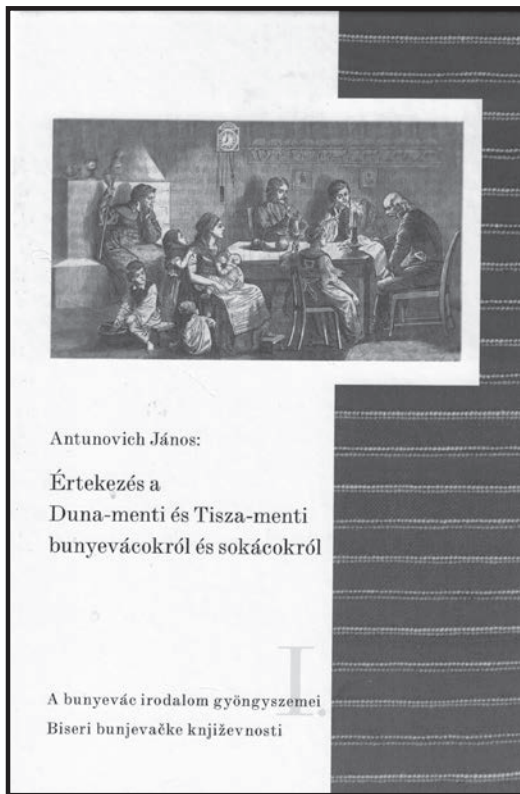 Antunovich János:
Értekezés a
Duna-menti és Tisza-menti
bunyevácokról és sokácokról
I.
A bunyevác irodalom gyöngyszemei
Biseri bunjevačke književnosti